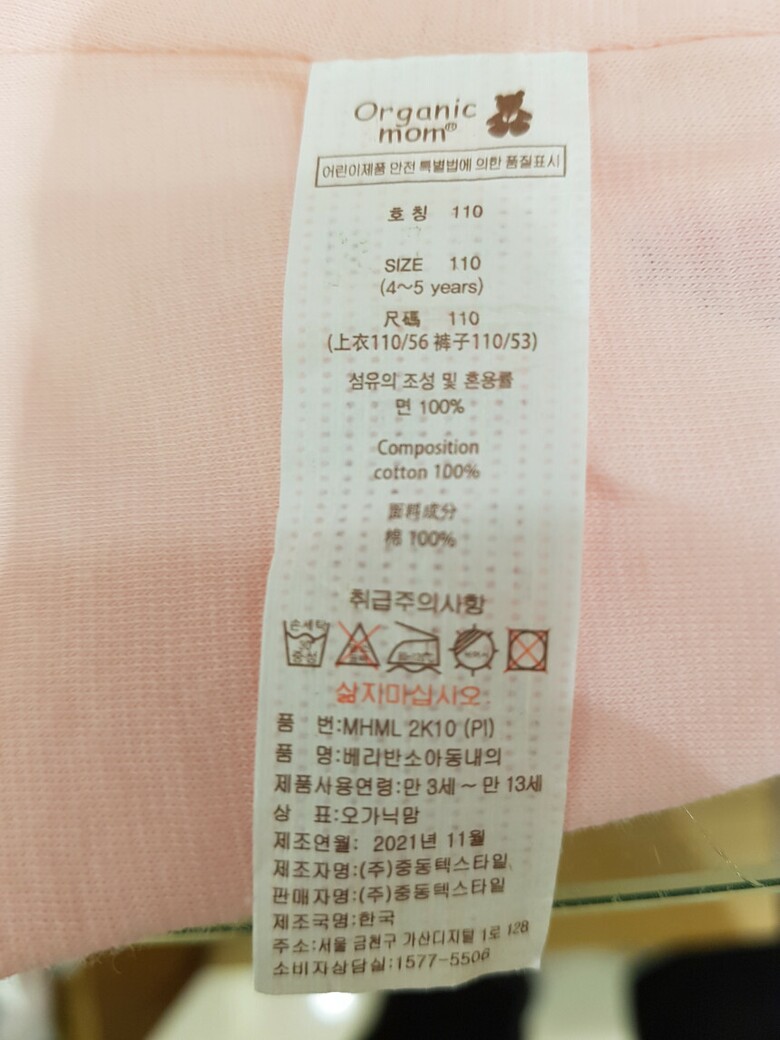 Organic
mom®
어린이제품 안전 특별법에 의한 품질표시
호칭 110
SIZE 110
(4~5 years)
尺碼 110
(上衣110/56 裤子110/53)
섬유의 조성 및 혼용률
면 100%
Composition
cotton 100%
面料成分
棉 100%
취급주의사항
손세탁
30
중성
삶지마십시오
품 번:MHML 2K10 (PI)
품 명:베라반소아동내의
제품사용연령:만 3세 ~ 만 13세
상 표:오가닉맘
제조연월: 2021년 11월
제조자명:(주)중동텍스타일
판매자명:(주)중동텍스타일
제조국명:한국
주소:서울 금천구 가산디지털 1로 128
소비자상담실:1577-5506